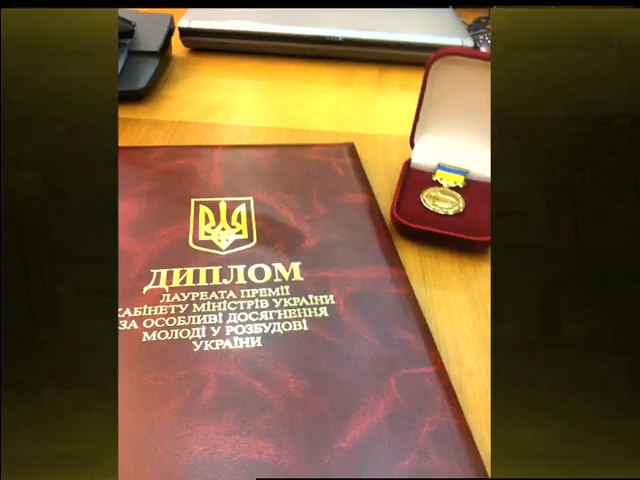 ДИПЛОМ
ЛАУРЕАТА ПРЕМІЇ
КАБІНЕТУ МІНІСТРІВ УКРАЇНИ
ЗА ОСОБЛИВІ ДОСЯГНЕННЯ
МОЛОДІ У РОЗБУДОВІ
УКРАЇНИ